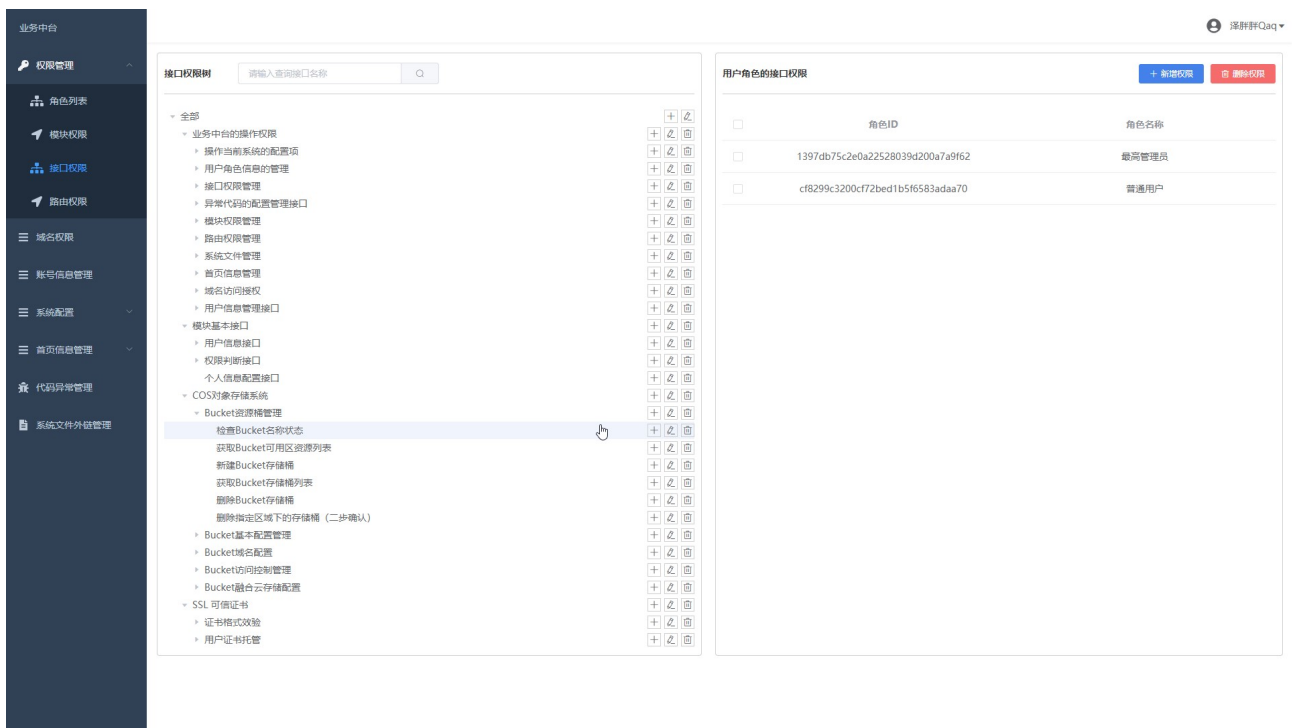 业务中台
泽胖胖Qaq
权限管理
角色列表
模块权限
接口权限
路由权限
域名权限
账号信息管理
系统配置
首页信息管理
代码异常管理
系统文件外链管理
接口权限树
请输入查询接口名称
全部
业务中台的操作权限
操作当前系统的配置项
用户角色信息的管理
接口权限管理
异常代码的配置管理接口
模块权限管理
路由权限管理
系统文件管理
首页信息管理
域名访问授权
用户信息管理接口
模块基本接口
用户信息接口
权限判断接口
个人信息配置接口
COS对象存储系统
Bucket资源桶管理
检查Bucket名称状态
获取Bucket可用区资源列表
新建Bucket存储桶
获取Bucket存储桶列表
删除Bucket存储桶
删除指定区域下的存储桶（二步确认）
Bucket基本配置管理
Bucket域名配置
Bucket访问控制管理
Bucket融合云存储配置
SSL 可信证书
证书格式效验
用户证书托管
用户角色的接口权限
+ 新增权限 删除权限
角色ID 角色名称
1397db75c2e0a22528039d200a7a9f62 最高管理员
cf8299c3200cf72bed1b5f6583adaa70 普通用户